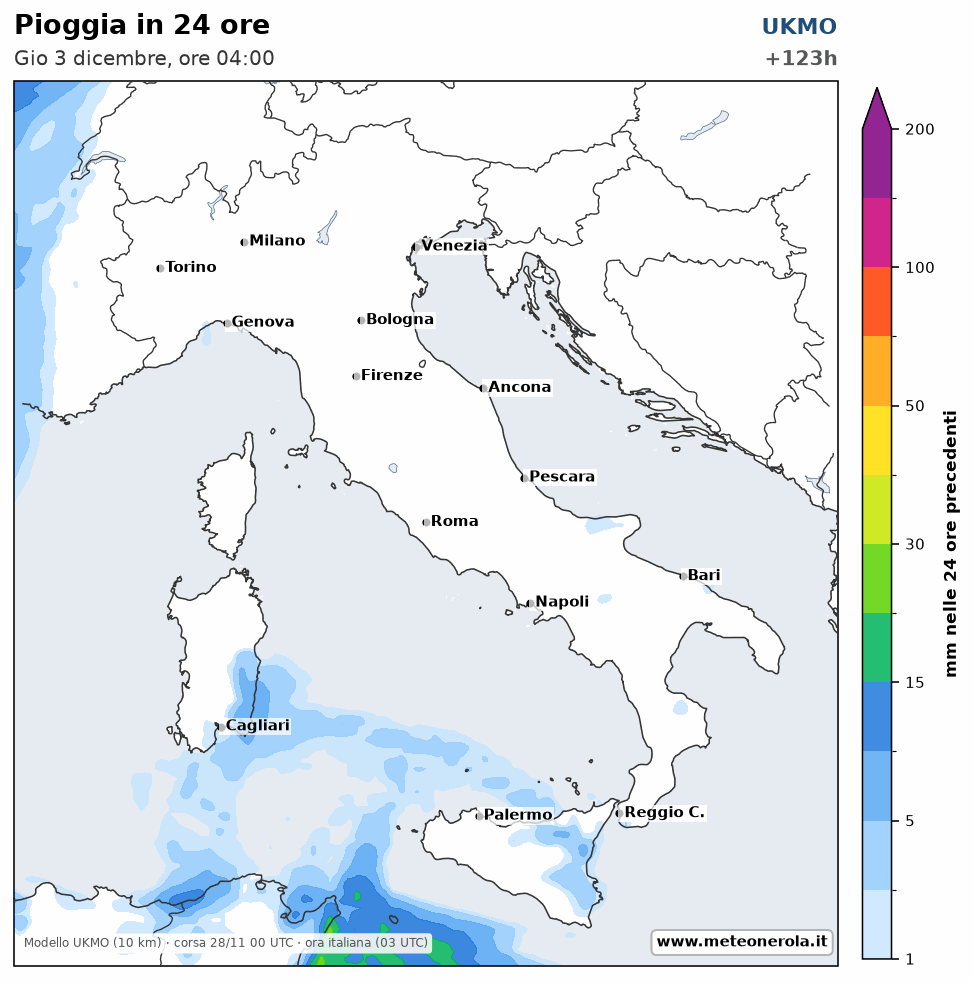 Pioggia in 24 ore
UKMO
Gio 3 dicembre, ore 04:00
+123h
200
100
50
30
15
5
1
mm nelle 24 ore precedenti
Milano
Venezia
Torino
Genova
Bologna
Firenze
Ancona
Pescara
Roma
Bari
Napoli
Cagliari
Palermo
Reggio C.
Modello UKMO (10 km) · corsa 28/11 00 UTC · ora italiana (03 UTC)
www.meteonerola.it